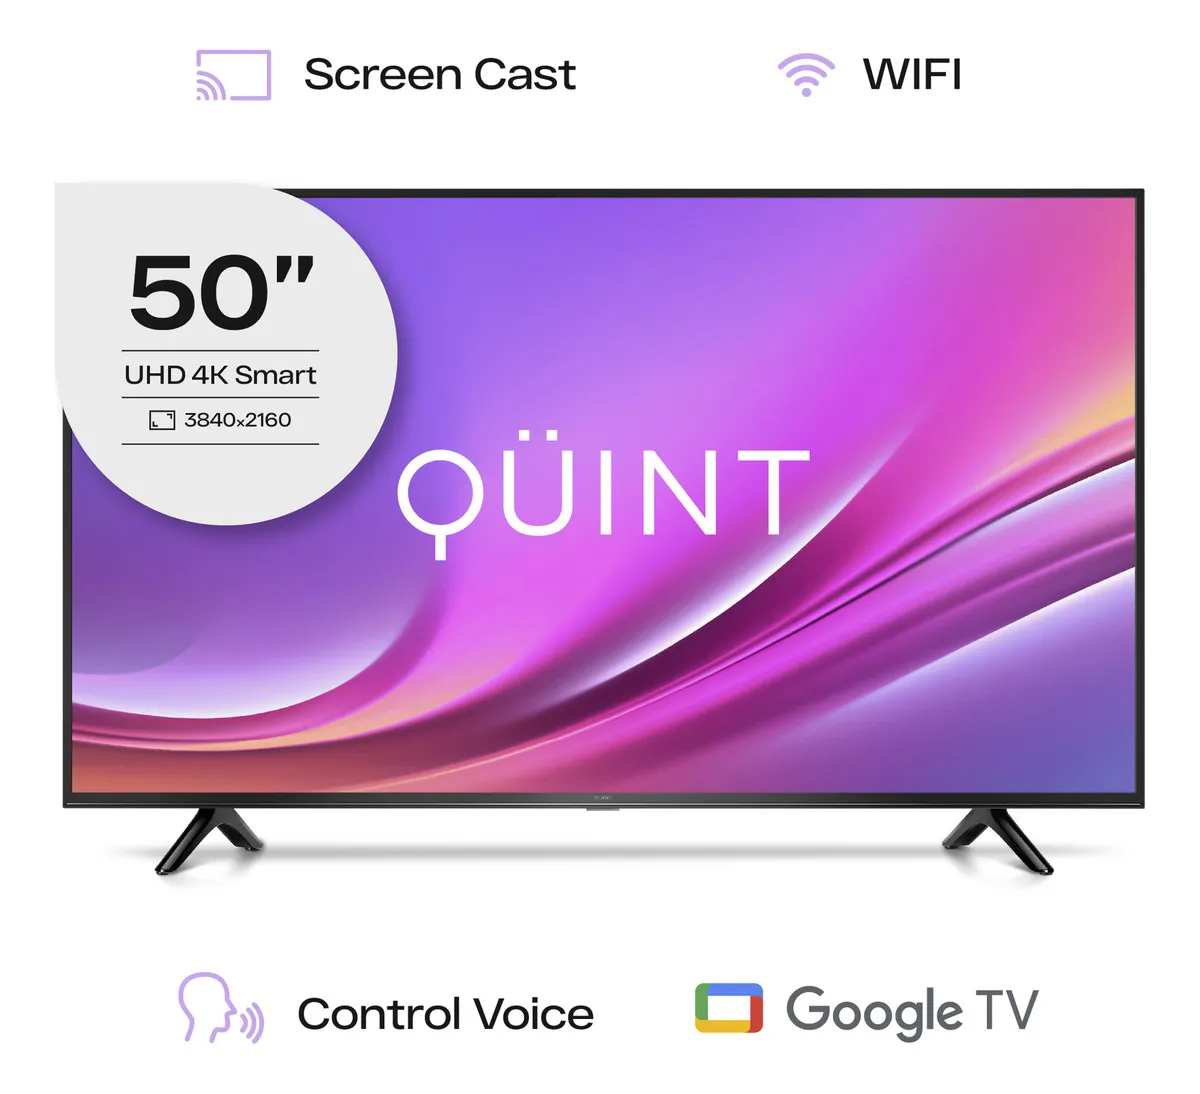 Screen Cast
WIFI
50"
UHD 4K Smart
3840x2160
QÜINT
Control Voice
Google TV